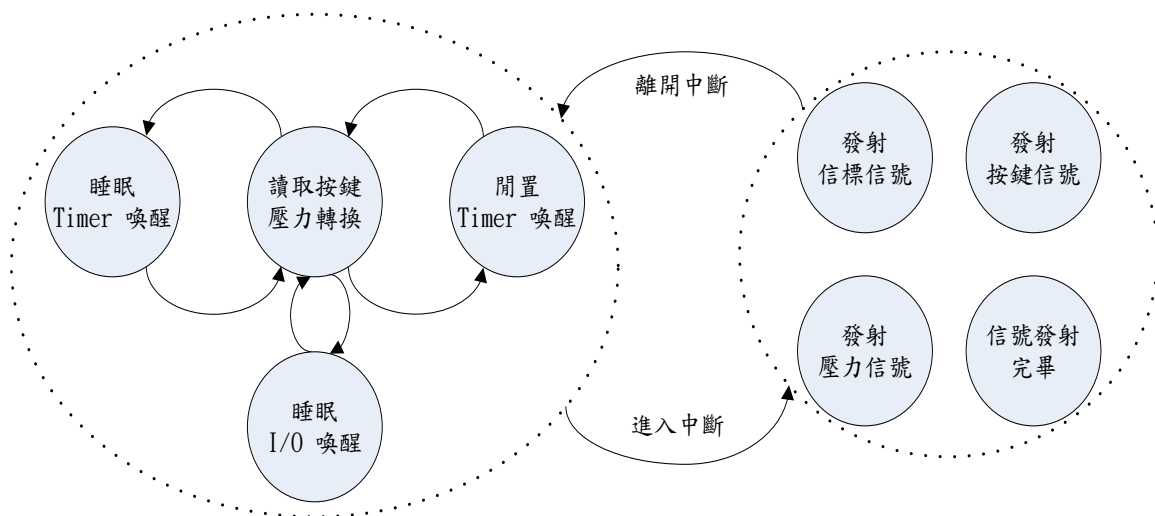 離開中斷
睡眠
Timer 喚醒
讀取按鍵
壓力轉換
閒置
Timer 喚醒
發射
信標信號
發射
按鍵信號
睡眠
I/O 喚醒
進入中斷
發射
壓力信號
信號發射
完畢